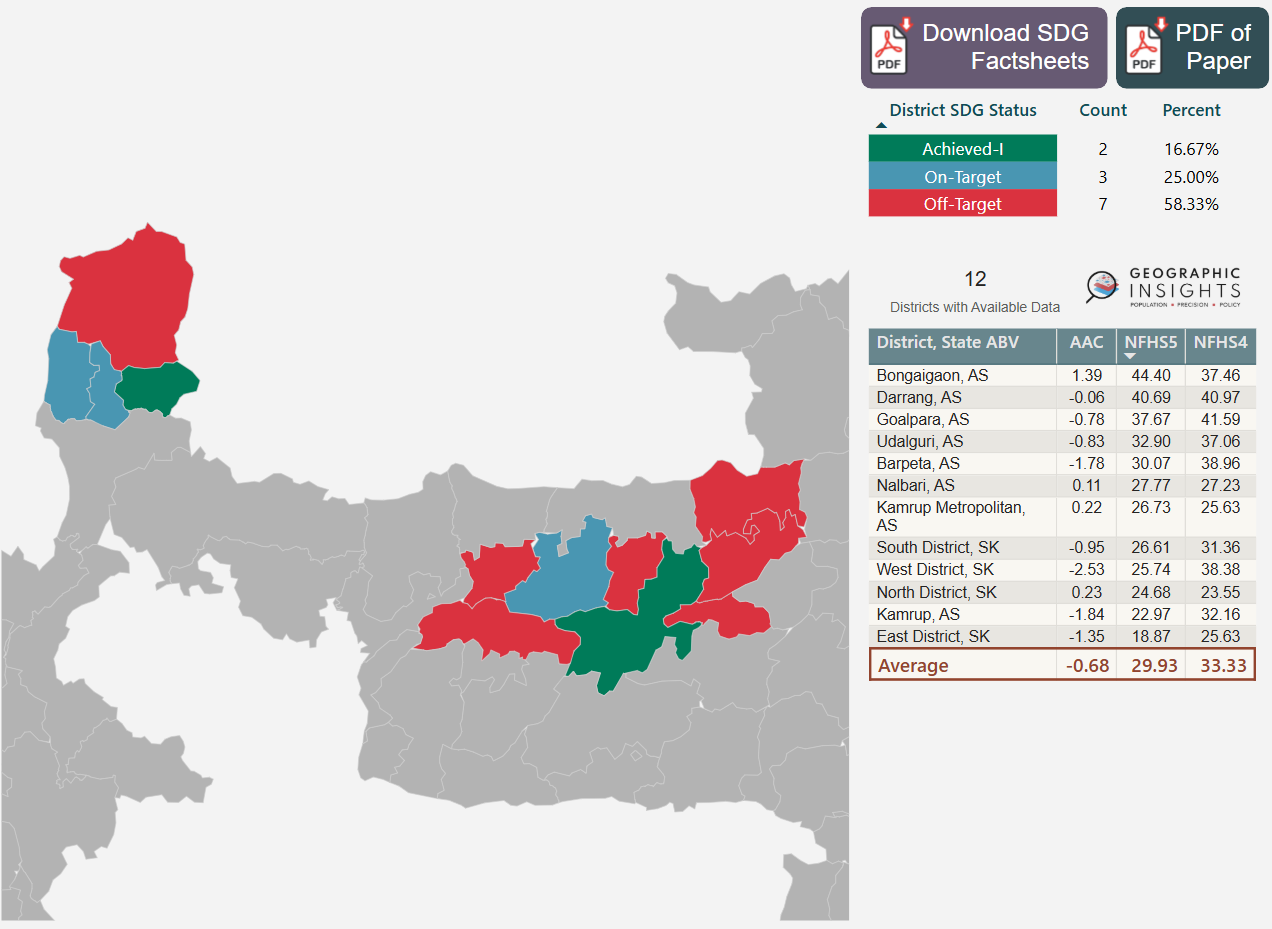 Download SDG
Factsheets
PDF
PDF of
Paper
PDF
District SDG Status Count Percent
Achieved-I 2 16.67%
On-Target 3 25.00%
Off-Target 7 58.33%
12
Districts with Available Data
GEOGRAPHIC
INSIGHTS
POPULATION • PRECISION • POLICY
District, State ABV AAC NFHS5 NFHS4
Bongaigaon, AS 1.39 44.40 37.46
Darrang, AS -0.06 40.69 40.97
Goalpara, AS -0.78 37.67 41.59
Udalguri, AS -0.83 32.90 37.06
Barpeta, AS -1.78 30.07 38.96
Nalbari, AS 0.11 27.77 27.23
Kamrup Metropolitan, 0.22 26.73 25.63
AS
South District, SK -0.95 26.61 31.36
West District, SK -2.53 25.74 38.38
North District, SK 0.23 24.68 23.55
Kamrup, AS -1.84 22.97 32.16
East District, SK -1.35 18.87 25.63
Average -0.68 29.93 33.33